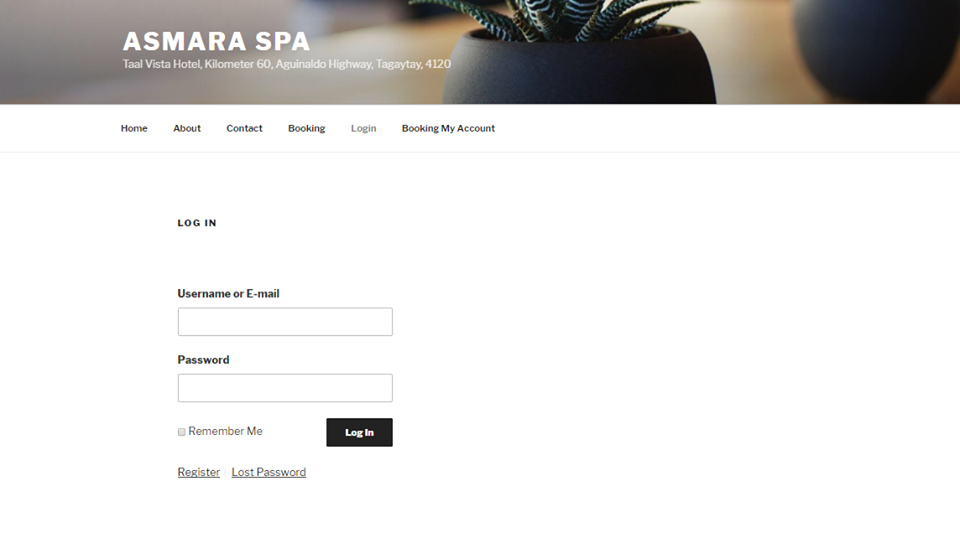 ASMARA SPA
Taal Vista Hotel, Kilometer 60, Aguinaldo Highway, Tagaytay, 4120
Home About Contact Booking Login Booking My Account
LOG IN
Username or E-mail
Password
Remember Me Log In
Register Lost Password